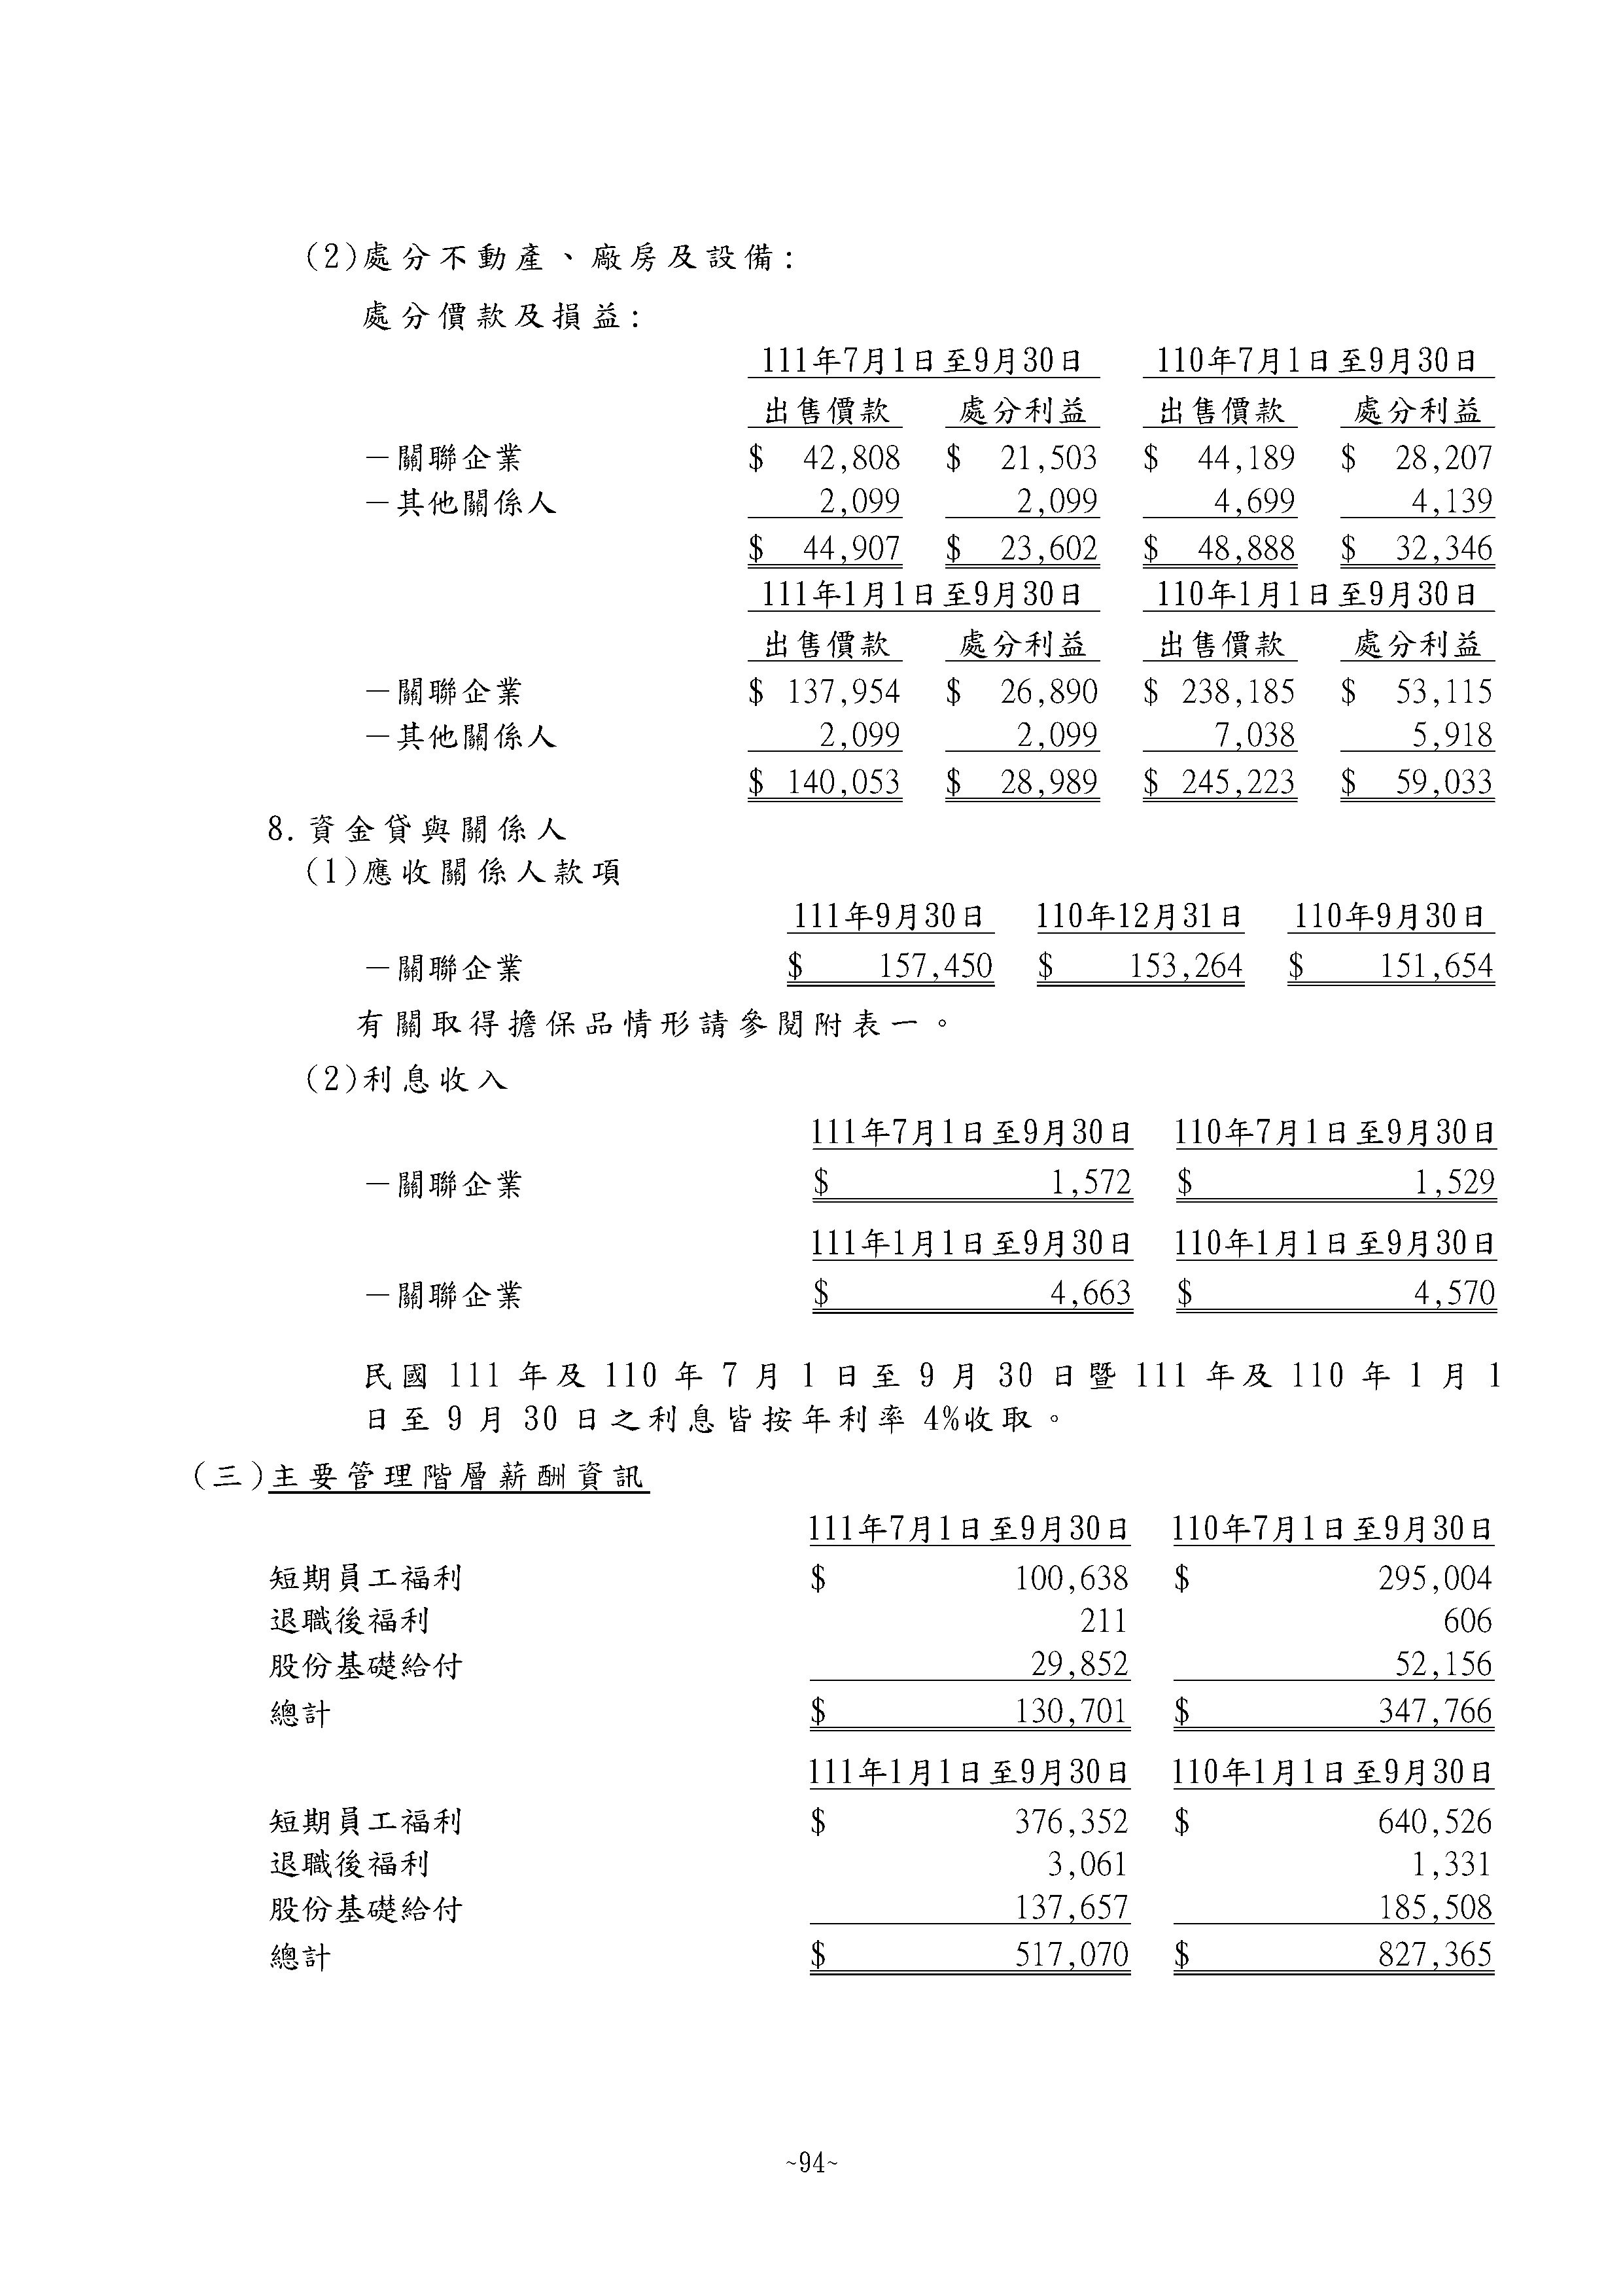 (2)處分不動產、廠房及設備:
處分價款及損益:
111年7月1日至9月30日 110年7月1日至9月30日
出售價款 處分利益 出售價款 處分利益
－關聯企業 $ 42,808 $ 21,503 $ 44,189 $ 28,207
－其他關係人 2,099 2,099 4,699 4,139
$ 44,907 $ 23,602 $ 48,888 $ 32,346
111年1月1日至9月30日 110年1月1日至9月30日
出售價款 處分利益 出售價款 處分利益
－關聯企業 $ 137,954 $ 26,890 $ 238,185 $ 53,115
－其他關係人 2,099 2,099 7,038 5,918
$ 140,053 $ 28,989 $ 245,223 $ 59,033
8. 資金貸與關係人
(1)應收關係人款項
111年9月30日 110年12月31日 110年9月30日
－關聯企業 $ 157,450 $ 153,264 $ 151,654
有關取得擔保品情形請參閱附表一。
(2)利息收入
111年7月1日至9月30日 110年7月1日至9月30日
－關聯企業 $ 1,572 $ 1,529
111年1月1日至9月30日 110年1月1日至9月30日
－關聯企業 $ 4,663 $ 4,570
民國 111 年及 110 年 7 月 1 日至 9 月 30 日暨 111 年及 110 年 1 月 1
日至 9 月 30 日之利息皆按年利率 4%收取。
(三)主要管理階層薪酬資訊
111年7月1日至9月30日 110年7月1日至9月30日
短期員工福利 $ 100,638 $ 295,004
退職後福利 211 606
股份基礎給付 29,852 52,156
總計 $ 130,701 $ 347,766
111年1月1日至9月30日 110年1月1日至9月30日
短期員工福利 $ 376,352 $ 640,526
退職後福利 3,061 1,331
股份基礎給付 137,657 185,508
總計 $ 517,070 $ 827,365
~94~